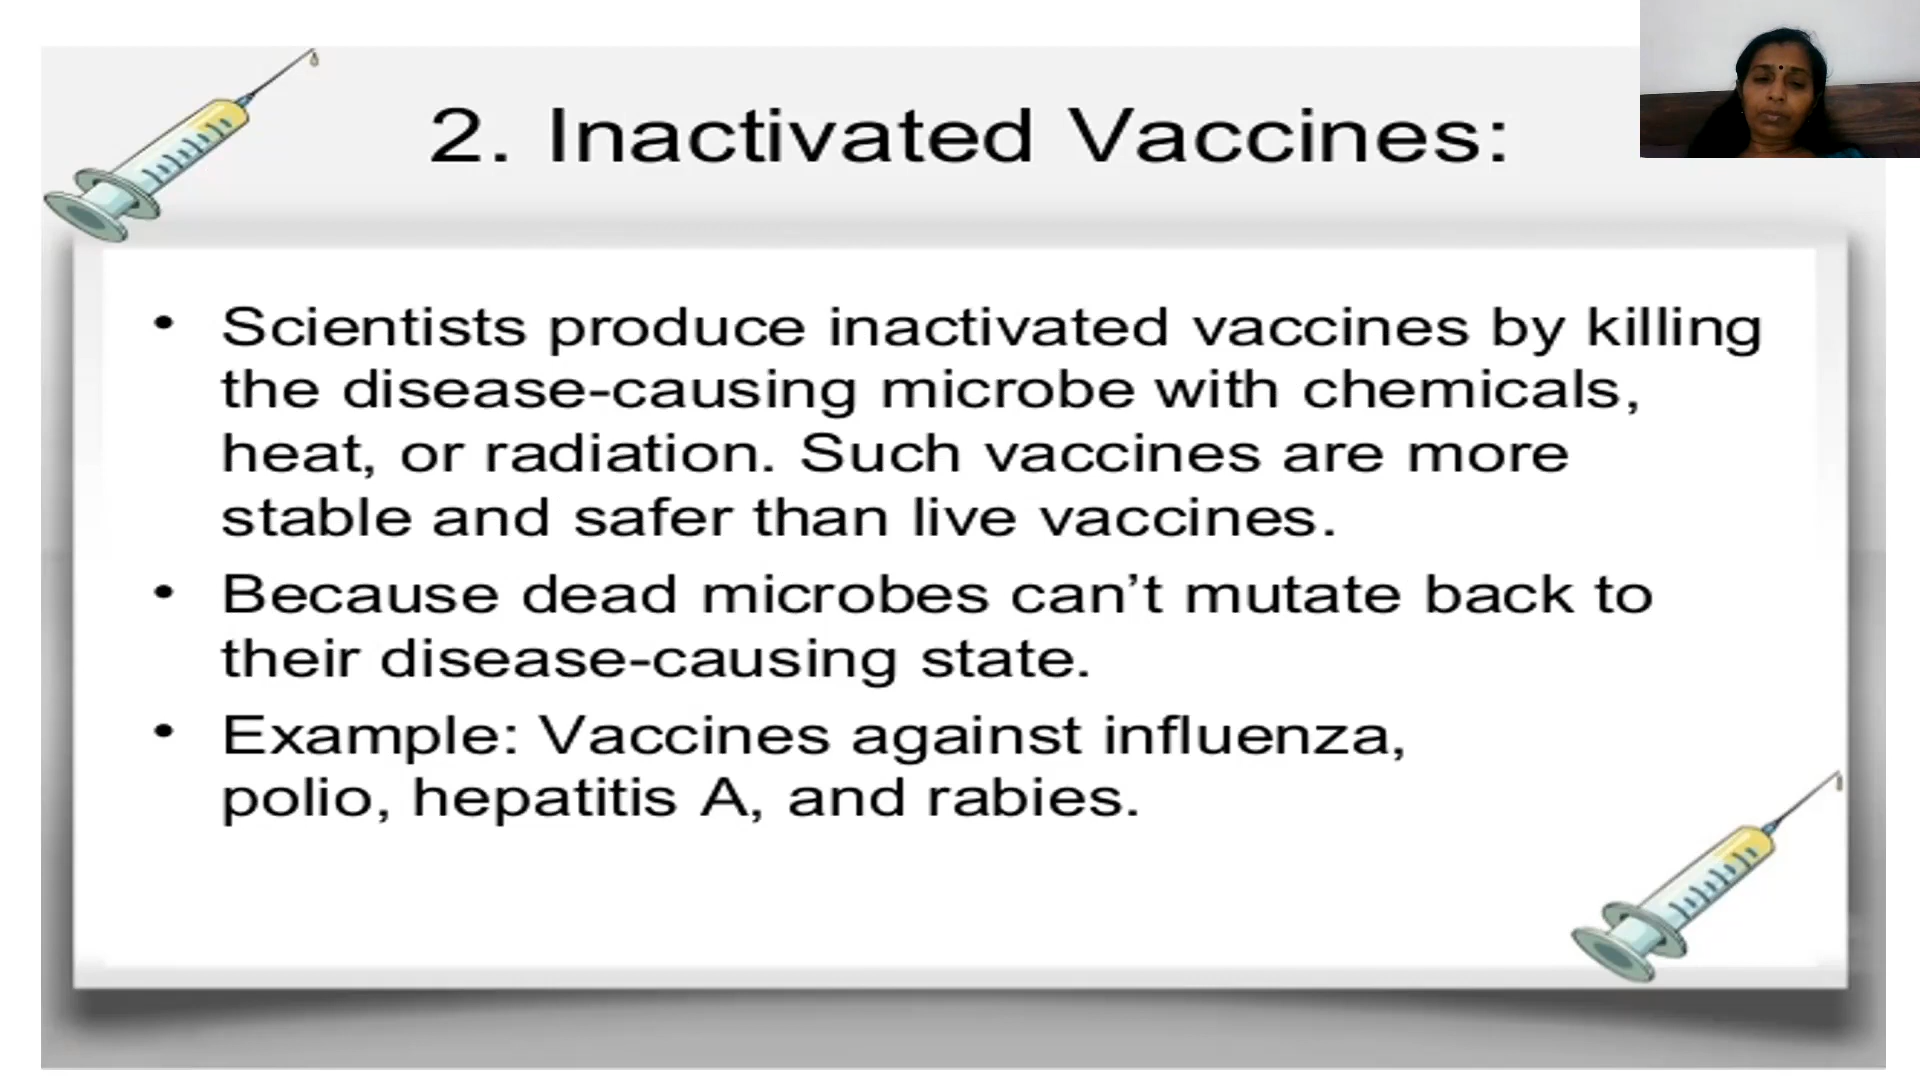 2. Inactivated Vaccines:
• Scientists produce inactivated vaccines by killing
the disease-causing microbe with chemicals,
heat, or radiation. Such vaccines are more
stable and safer than live vaccines.
• Because dead microbes can’t mutate back to
their disease-causing state.
• Example: Vaccines against influenza,
polio, hepatitis A, and rabies.